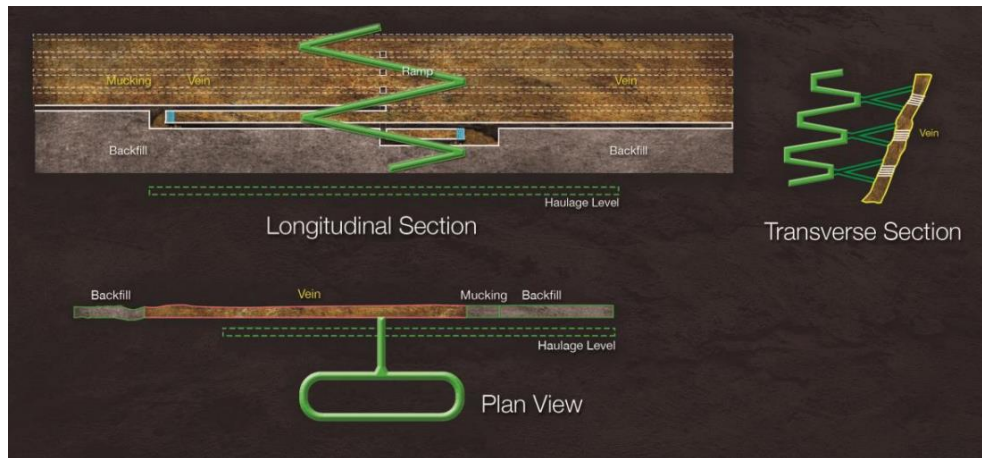 Ramp
Mucking
Vein
Vein
Backfill
Backfill
Haulage Level
Longitudinal Section
Vein
Transverse Section
Backfill
Vein
Mucking
Backfill
Haulage Level
Plan View